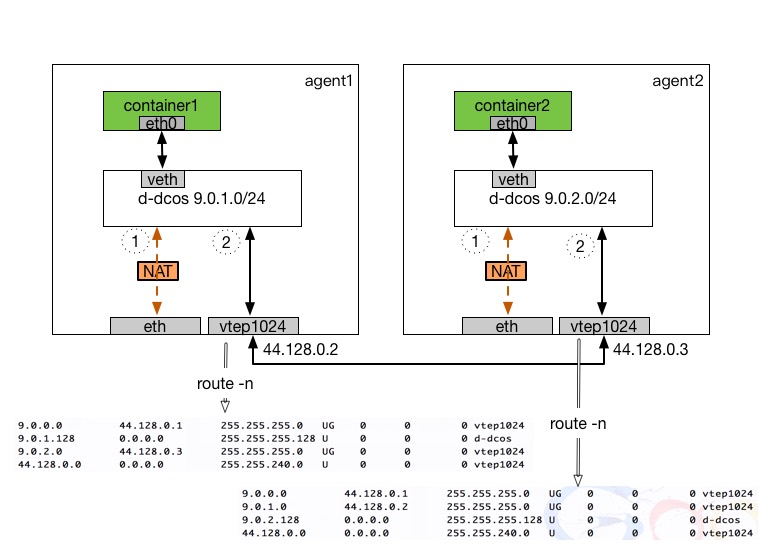 agent1
agent2
container1
container2
eth0
eth0
veth
veth
d-dcos 9.0.1.0/24
d-dcos 9.0.2.0/24
1
2
1
2
NAT
NAT
eth
vtep1024
eth
vtep1024
44.128.0.2
44.128.0.3
route -n
route -n
9.0.0.0 44.128.0.1 255.255.255.0 UG 0 0 0 vtep1024
9.0.1.128 0.0.0.0 255.255.255.128 U 0 0 0 d-dcos
9.0.2.0 44.128.0.3 255.255.255.0 UG 0 0 0 vtep1024
44.128.0.0 0.0.0.0 255.255.240.0 U 0 0 0 vtep1024
9.0.0.0 44.128.0.1 255.255.255.0 UG 0 0 0 vtep1024
9.0.1.0 44.128.0.2 255.255.255.0 UG 0 0 0 vtep1024
9.0.2.128 0.0.0.0 255.255.255.128 U 0 0 0 d-dcos
44.128.0.0 0.0.0.0 255.255.240.0 U 0 0 0 vtep1024